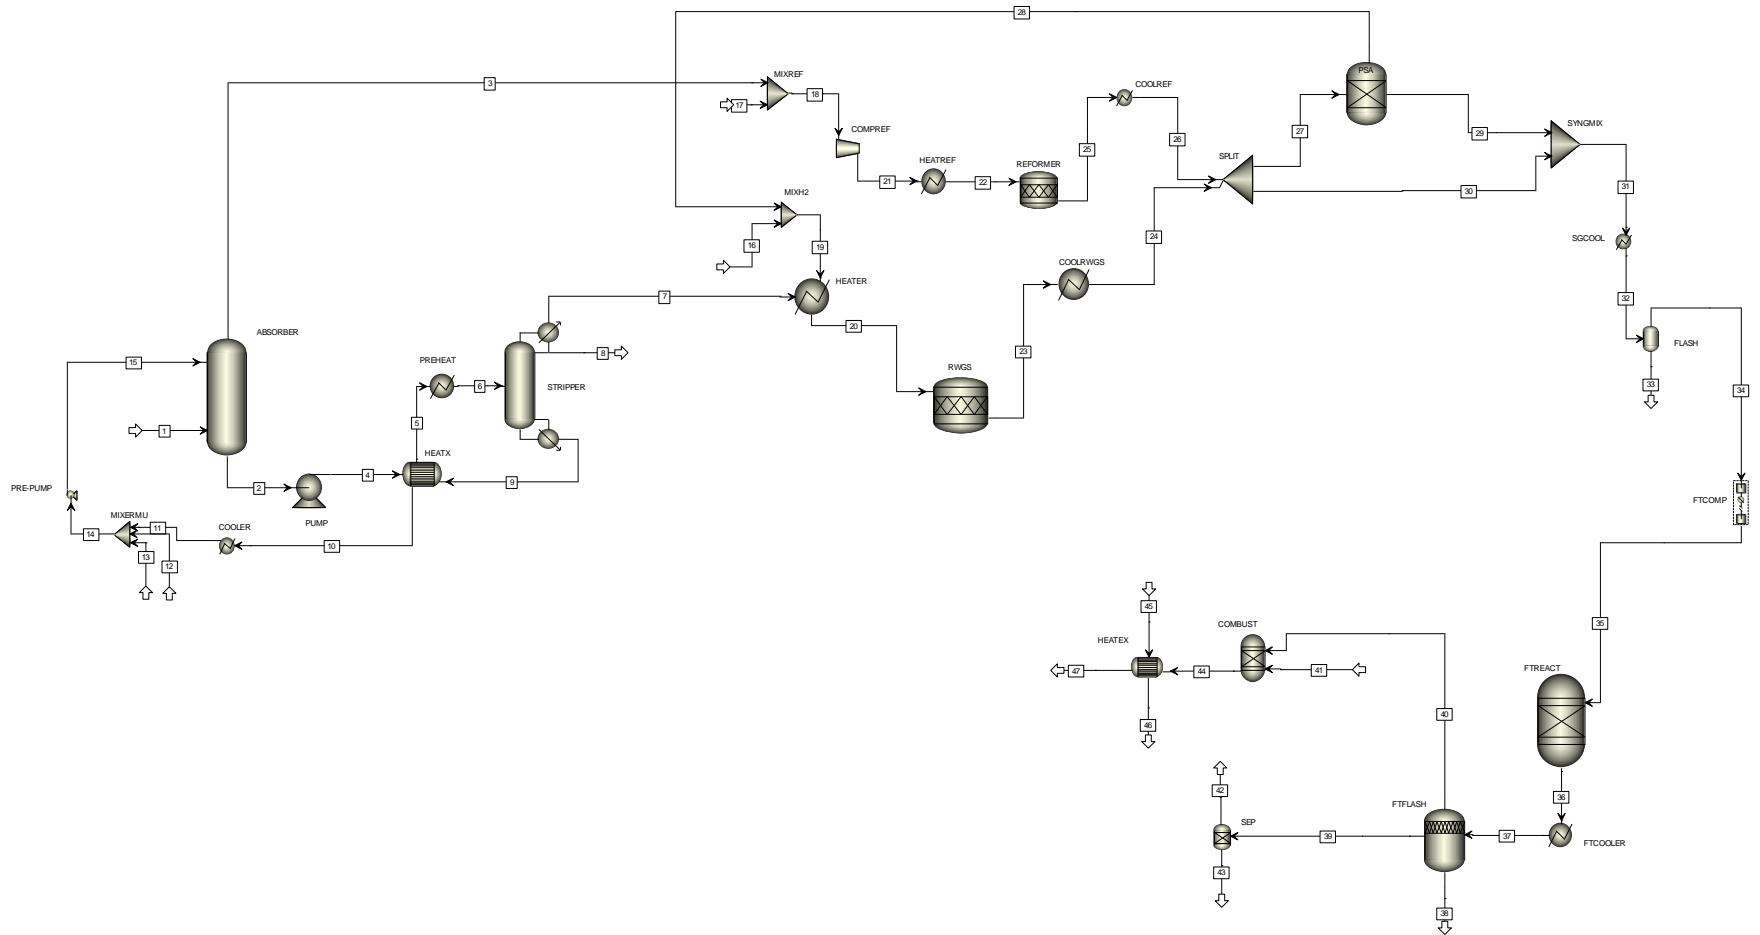 28
PSA
MIXREF
3
17
18
COOLREF
27
29
SYNGMIX
COMPREF
26
25
SPLIT
HEATREF
REFORMER
21
22
30
31
MIXH2
16
19
24
SGCOOL
COOLRWGS
HEATER
7
20
32
ABSORBER
FLASH
23
8
15
PREHEAT
6
STRIPPER
RWGS
33
34
5
1
HEATX
4
9
2
PRE-PUMP
FTCOMP
MIXERMU
PUMP
11
COOLER
14
10
13
12
45
COMBUST
35
HEATEX
47
44
41
FTREACT
46
40
42
36
FTFLASH
SEP
39
37
FTCOOLER
43
38